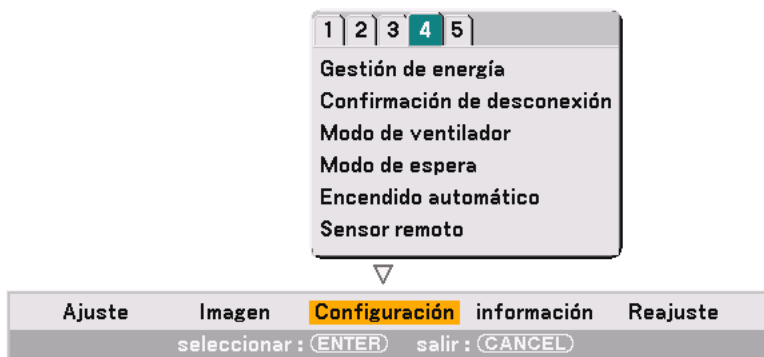 1 2 3 4 5
Gestión de energía
Confirmación de desconexión
Modo de ventilador
Modo de espera
Encendido automático
Sensor remoto
Ajuste Imagen Configuración información Reajuste
seleccionar : ENTER salir : CANCEL